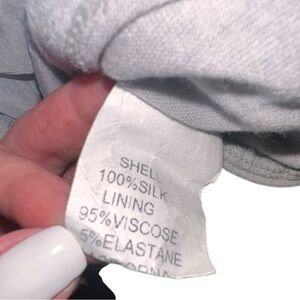 SHELL
100%SILK
LINING
95%VISCOSE
5%ELASTANE